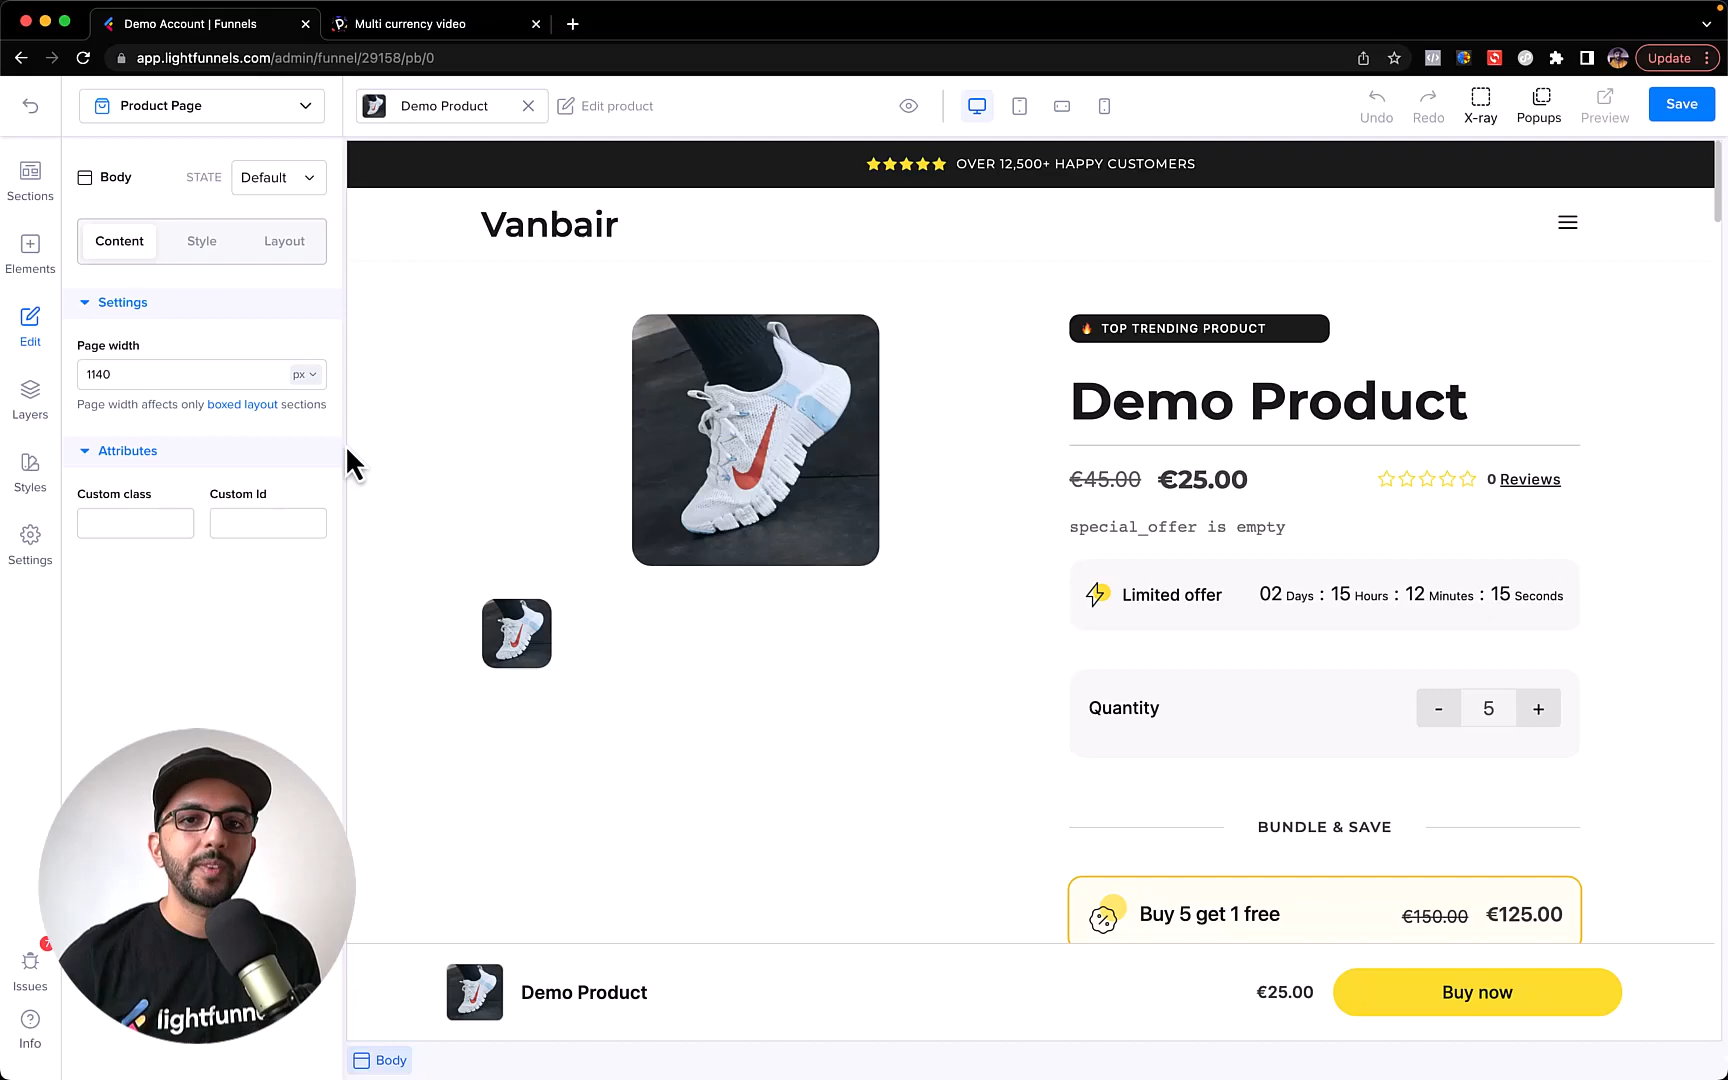 Demo Account | Funnels
Multi currency video
app.lightfunnels.com/admin/funnel/29158/pb/0
Update
Product Page
Demo Product
Edit product
Undo
Redo
X-ray
Popups
Preview
Save
Sections
Elements
Edit
Layers
Styles
Settings
Issues
7
Info
Body
STATE
Default
Content
Style
Layout
Settings
Page width
1140
px
Page width affects only boxed layout sections
Attributes
Custom class
Custom Id
OVER 12,500+ HAPPY CUSTOMERS
Vanbair
TOP TRENDING PRODUCT
Demo Product
€45.00 €25.00
0 Reviews
special_offer is empty
Limited offer
02 Days : 15 Hours : 12 Minutes : 15 Seconds
Quantity
- 5 +
BUNDLE & SAVE
Buy 5 get 1 free
€150.00 €125.00
Demo Product
€25.00
Buy now
Body